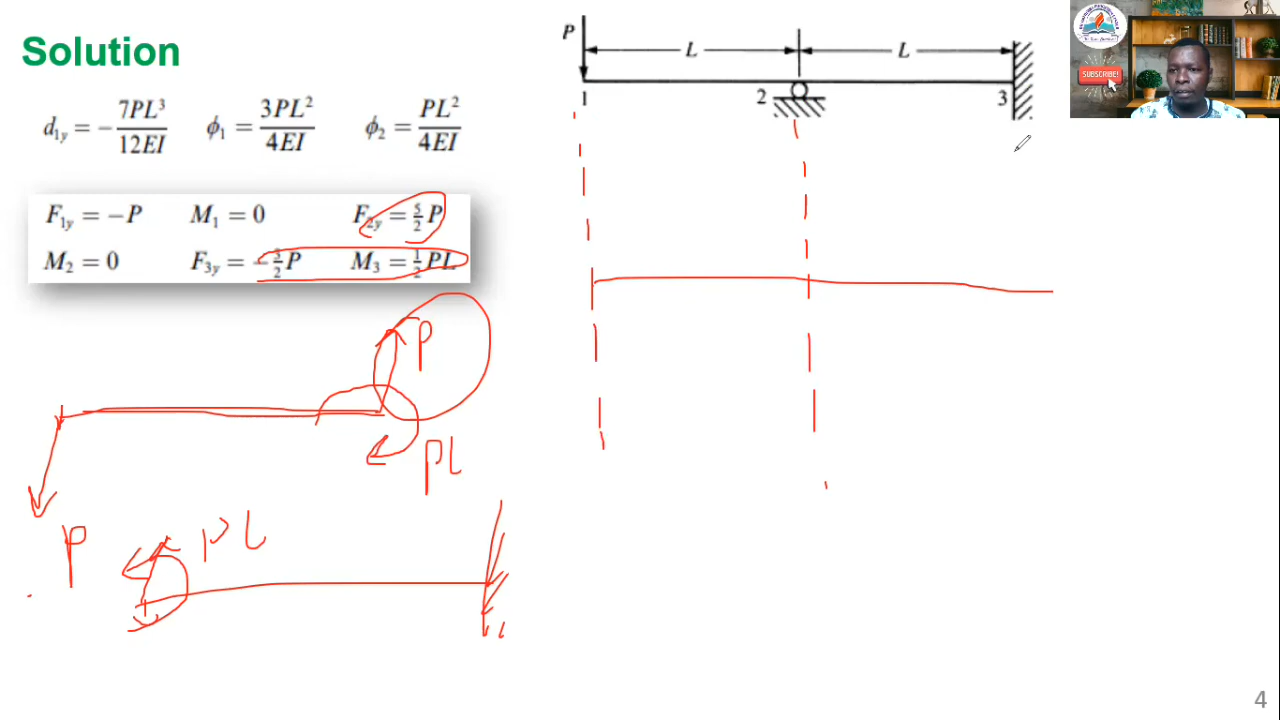 Solution
d1y = − 7PL³/12EI   ϕ1 = 3PL²/4EI   ϕ2 = PL²/4EI
F1y = −P   M1 = 0   F2y = 5/2 P
M2 = 0   F3y = −3/2 P   M3 = 1/2 PL
P
PL
P
PL
P
L
L
1
2
3
SUBSCRIBE
4